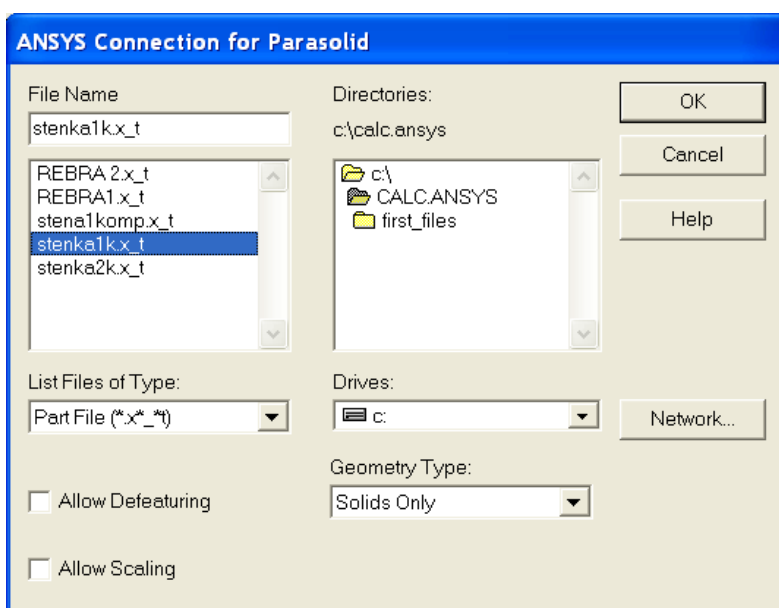 ANSYS Connection for Parasolid
File Name
stenka1k.x_t
REBRA 2.x_t
REBRA1.x_t
stena1komp.x_t
stenka1k.x_t
stenka2k.x_t
List Files of Type:
Part File (*.x*_*t)
Allow Defeaturing
Allow Scaling
Directories:
c:\calc.ansys
c:\
CALC.ANSYS
first_files
Drives:
c:
Geometry Type:
Solids Only
OK
Cancel
Help
Network...